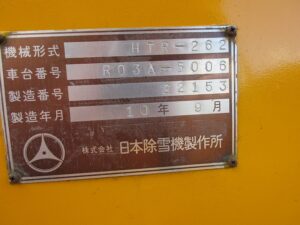 機械形式 HTR-262
車台番号 R03A-5006
製造番号 22153
製造年月 10年9月
株式会社 日本除雪機製作所